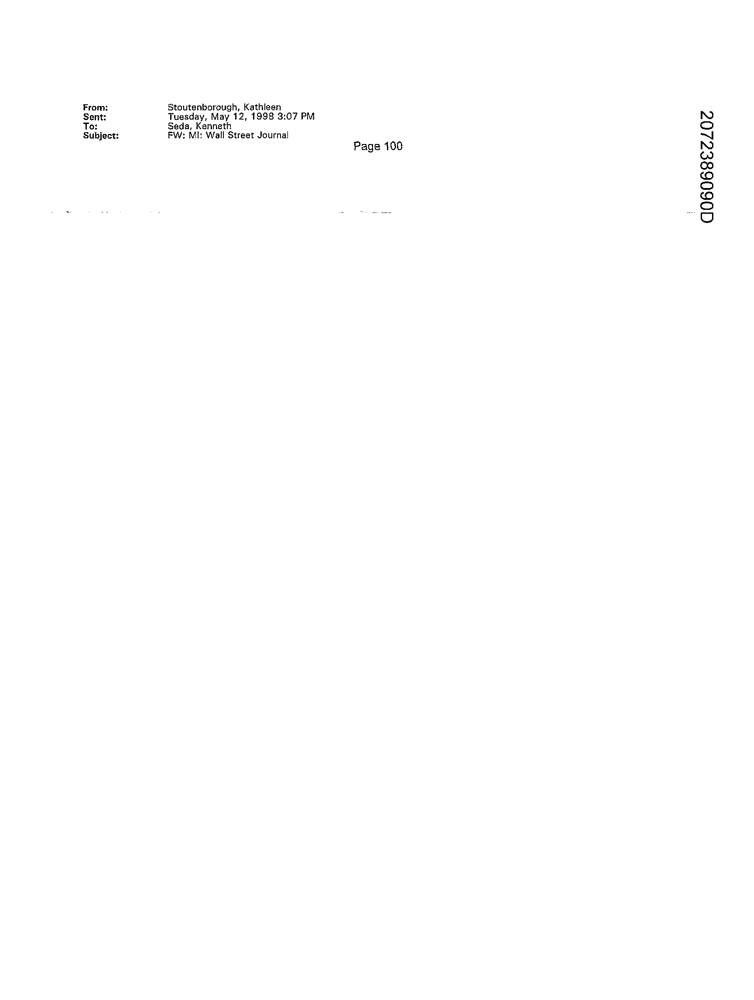 From: Stoutenborough, Kathleen
Sent: Tuesday, May 12, 1998 3:07 PM
To: Seda, Kenneth
Subject: FW: MI: Wall Street Journal
Page 100
2072389090D